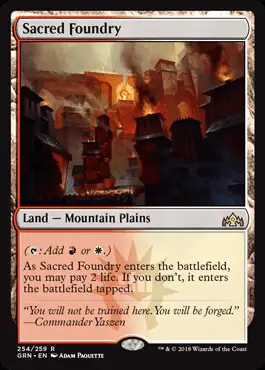 Sacred Foundry
Land — Mountain Plains
(: Add or .)
As Sacred Foundry enters the battlefield,
you may pay 2 life. If you don't, it enters
the battlefield tapped.
“You will not be trained here. You will be forged.”
—Commander Yaszen
254/259 R
GRN • EN Adam Paquette
™ & © 2018 Wizards of the Coast